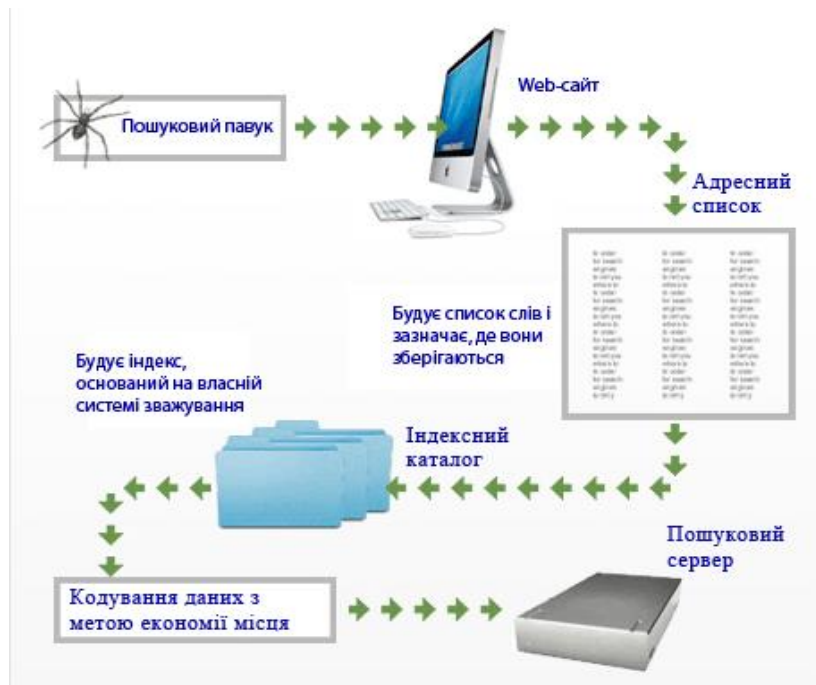 Пошуковий павук
Web-сайт
Адресний
список
Будує список слів і
зазначає, де вони
зберігаються
Будує індекс,
оснований на власній
системі зважування
Індексний
каталог
Пошуковий
сервер
Кодування даних з
метою економії місця